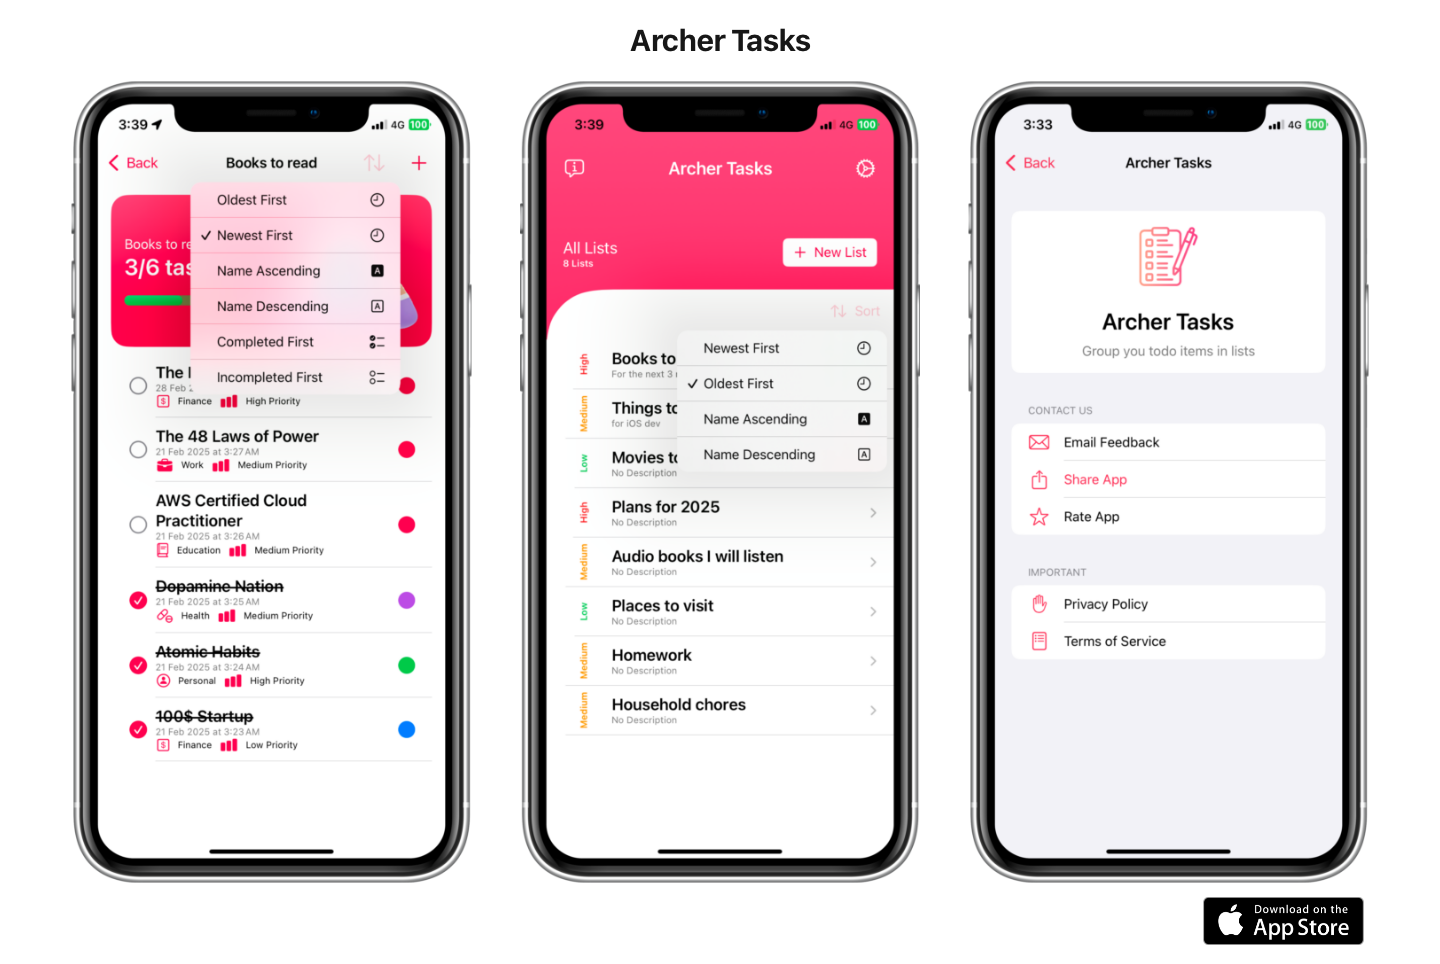 Archer Tasks
3:39
4G 100
Back
Books to read
Oldest First
Newest First
Name Ascending
Name Descending
Completed First
Incompleted First
Books to re
3/6 tas
The
28 Feb
Finance High Priority
The 48 Laws of Power
21 Feb 2025 at 3:27 AM
Work Medium Priority
AWS Certified Cloud
Practitioner
21 Feb 2025 at 3:26 AM
Education Medium Priority
Dopamine Nation
21 Feb 2025 at 3:25 AM
Health Medium Priority
Atomic Habits
21 Feb 2025 at 3:24 AM
Personal High Priority
100$ Startup
21 Feb 2025 at 3:23 AM
Finance Low Priority
3:39
4G 100
Archer Tasks
All Lists
8 Lists
+ New List
Sort
Newest First
Oldest First
Name Ascending
Name Descending
High
Books to
For the next 3
Medium
Things to
for iOS dev
Low
Movies to
No Description
High
Plans for 2025
No Description
Medium
Audio books I will listen
No Description
Low
Places to visit
No Description
Medium
Homework
No Description
Medium
Household chores
No Description
3:33
4G 100
Back
Archer Tasks
Archer Tasks
Group you todo items in lists
CONTACT US
Email Feedback
Share App
Rate App
IMPORTANT
Privacy Policy
Terms of Service
Download on the
App Store